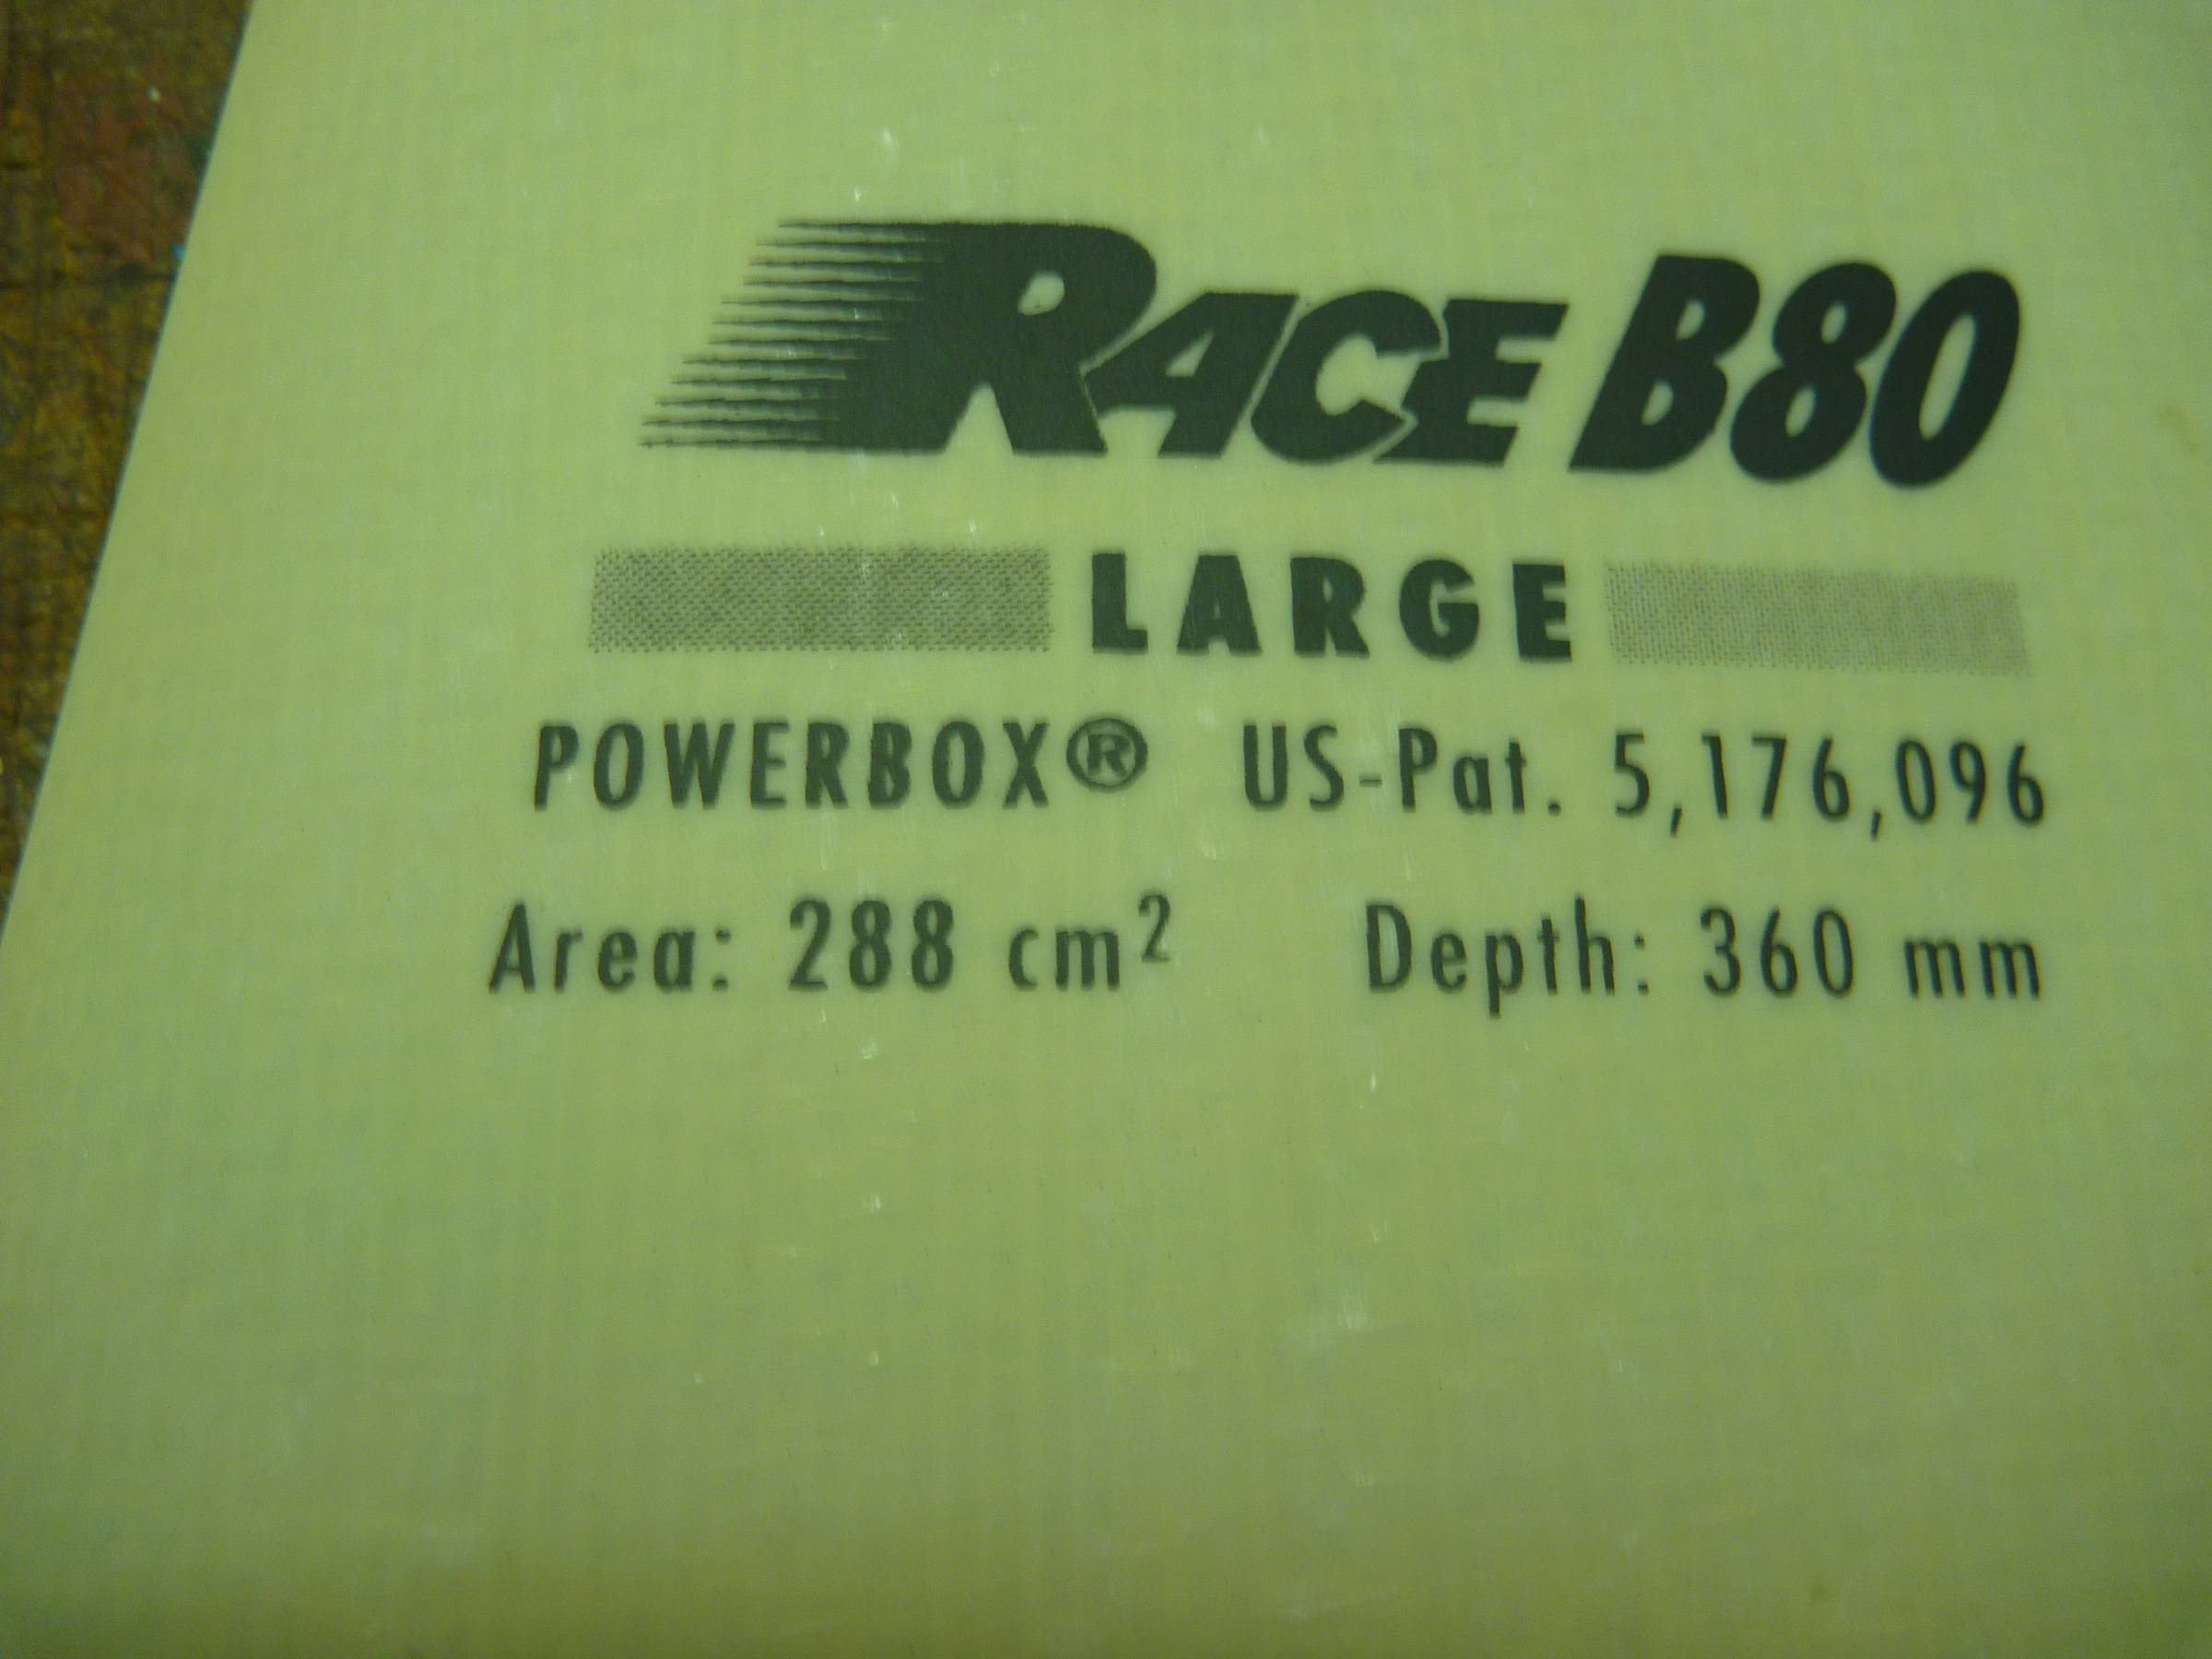 RACE B80
LARGE
POWERBOX® US-Pat. 5,176,096
Area: 288 cm² Depth: 360 mm